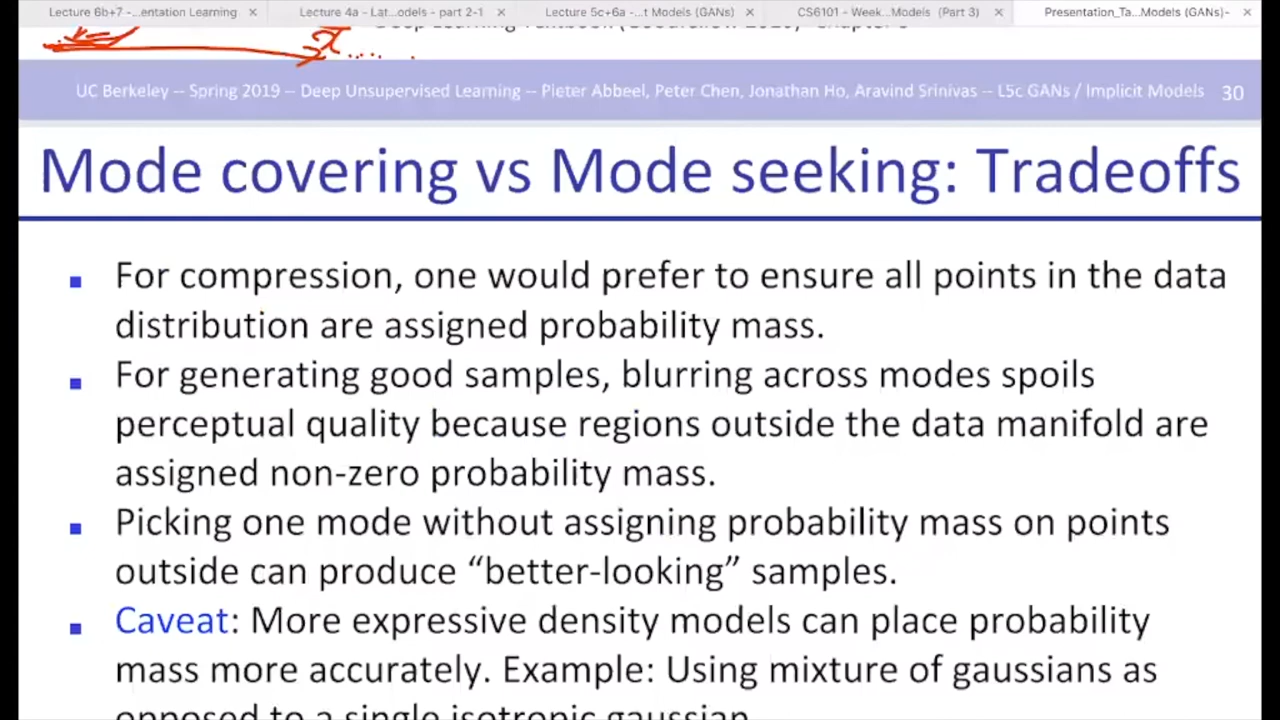 Lecture 6b+7 -...entation Learning
Lecture 4a - Lat...odels - part 2-1
Lecture 5c+6a -...t Models (GANs)
CS6101 - Week...Models (Part 3)
Presentation_Ta...Models (GANs)-
UC Berkeley -- Spring 2019 -- Deep Unsupervised Learning -- Pieter Abbeel, Peter Chen, Jonathan Ho, Aravind Srinivas -- L5c GANs / Implicit Models 30
Mode covering vs Mode seeking: Tradeoffs
For compression, one would prefer to ensure all points in the data
distribution are assigned probability mass.
For generating good samples, blurring across modes spoils
perceptual quality because regions outside the data manifold are
assigned non-zero probability mass.
Picking one mode without assigning probability mass on points
outside can produce “better-looking” samples.
Caveat: More expressive density models can place probability
mass more accurately. Example: Using mixture of gaussians as
opposed to a single isotropic gaussian.